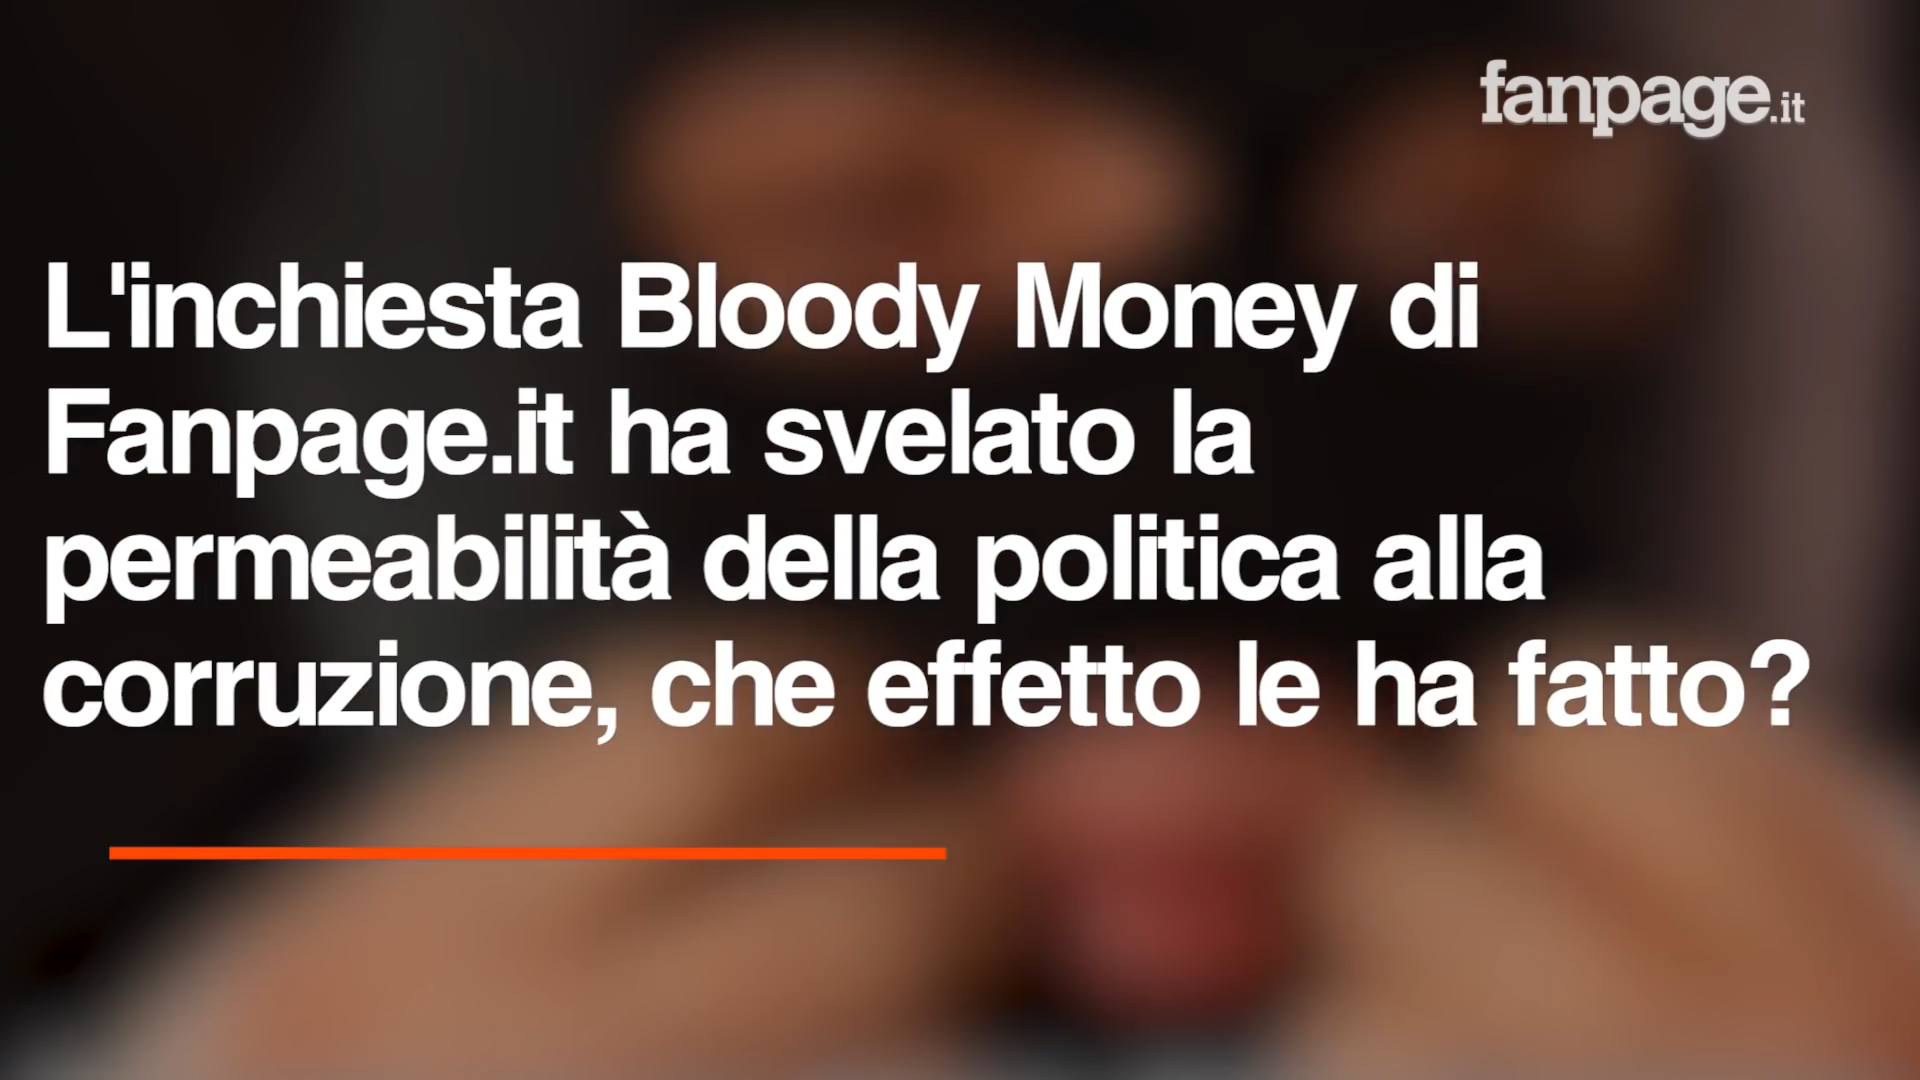 fanpage.it
L'inchiesta Bloody Money di
Fanpage.it ha svelato la
permeabilità della politica alla
corruzione, che effetto le ha fatto?